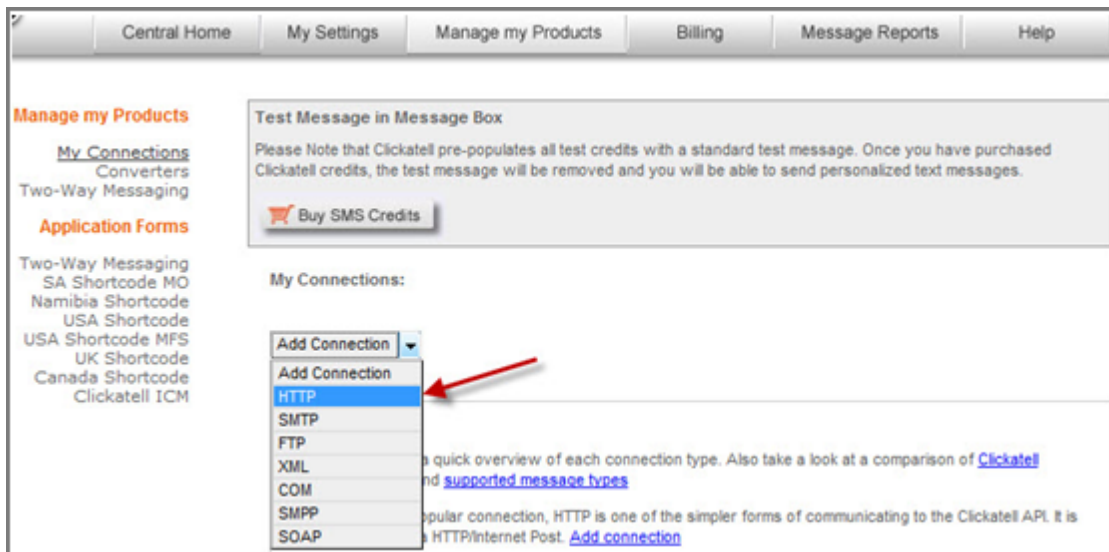 Central Home My Settings Manage my Products Billing Message Reports Help
Manage my Products
My Connections
Converters
Two-Way Messaging
Application Forms
Two-Way Messaging
SA Shortcode MO
Namibia Shortcode
USA Shortcode
USA Shortcode MFS
UK Shortcode
Canada Shortcode
Clickatell ICM
Test Message in Message Box
Please Note that Clickatell pre-populates all test credits with a standard test message. Once you have purchased
Clickatell credits, the test message will be removed and you will be able to send personalized text messages.
Buy SMS Credits
My Connections:
Add Connection
Add Connection
HTTP
SMTP
FTP
XML
COM
SMPP
SOAP
a quick overview of each connection type. Also take a look at a comparison of Clickatell
supported message types
connection, HTTP is one of the simpler forms of communicating to the Clickatell API. It is
HTTP/Internet Post. Add connection